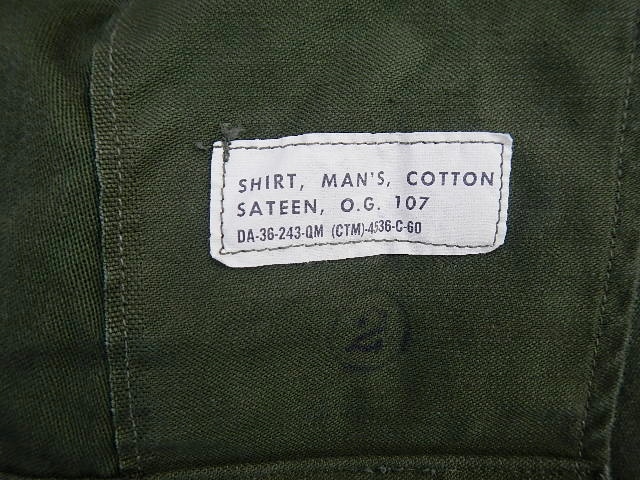 SHIRT, MAN'S, COTTON
SATEEN, O.G. 107
DA-36-243-QM (CTM)-4536-C-60